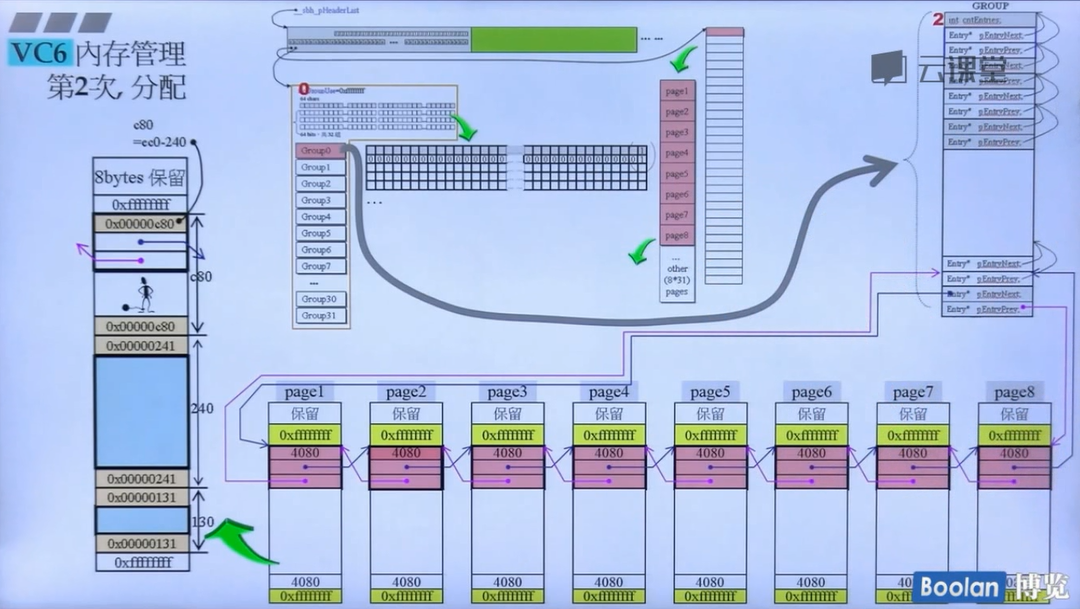 VC6 内存管理
第2次, 分配
c80
=ec0-240
8bytes 保留
0xffffffff
0x00000c80
c80
0x00000c80
0x00000241
240
0x00000241
0x00000131
130
0x00000131
0xffffffff
__sbh_pHeaderList
0
Group0
Group1
Group2
Group3
Group4
Group5
Group6
Group7
...
Group30
Group31
...
... ...
page1
page2
page3
page4
page5
page6
page7
page8
...
other
(8*31)
pages
GROUP
2 int cntEntries;
Entry* pEntryNext;
Entry* pEntryPrev;
Entry* pEntryNext;
Entry* pEntryPrev;
Entry* pEntryNext;
Entry* pEntryPrev;
Entry* pEntryNext;
Entry* pEntryPrev;
Entry* pEntryNext;
Entry* pEntryPrev;
Entry* pEntryNext;
Entry* pEntryPrev;
云课堂
page1 page2 page3 page4 page5 page6 page7 page8
保留 保留 保留 保留 保留 保留 保留 保留
0xffffffff 0xffffffff 0xffffffff 0xffffffff 0xffffffff 0xffffffff 0xffffffff 0xffffffff
4080 4080 4080 4080 4080 4080 4080 4080
4080 4080 4080 4080 4080 4080 4080
0xffffffff 0xffffffff 0xffffffff 0xffffffff 0xffffffff 0xffffffff
Boolan 博览